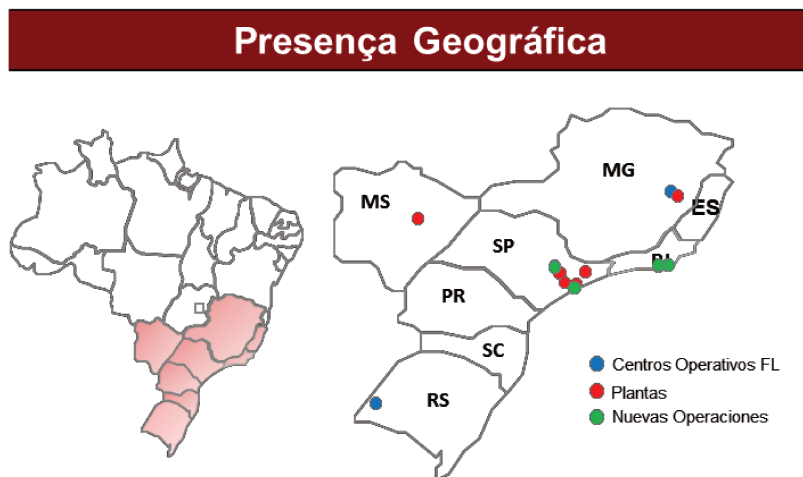 Presença Geográfica
MG
MS
ES
SP
PR
SC
RS
Centros Operativos FL
Plantas
Nuevas Operaciones